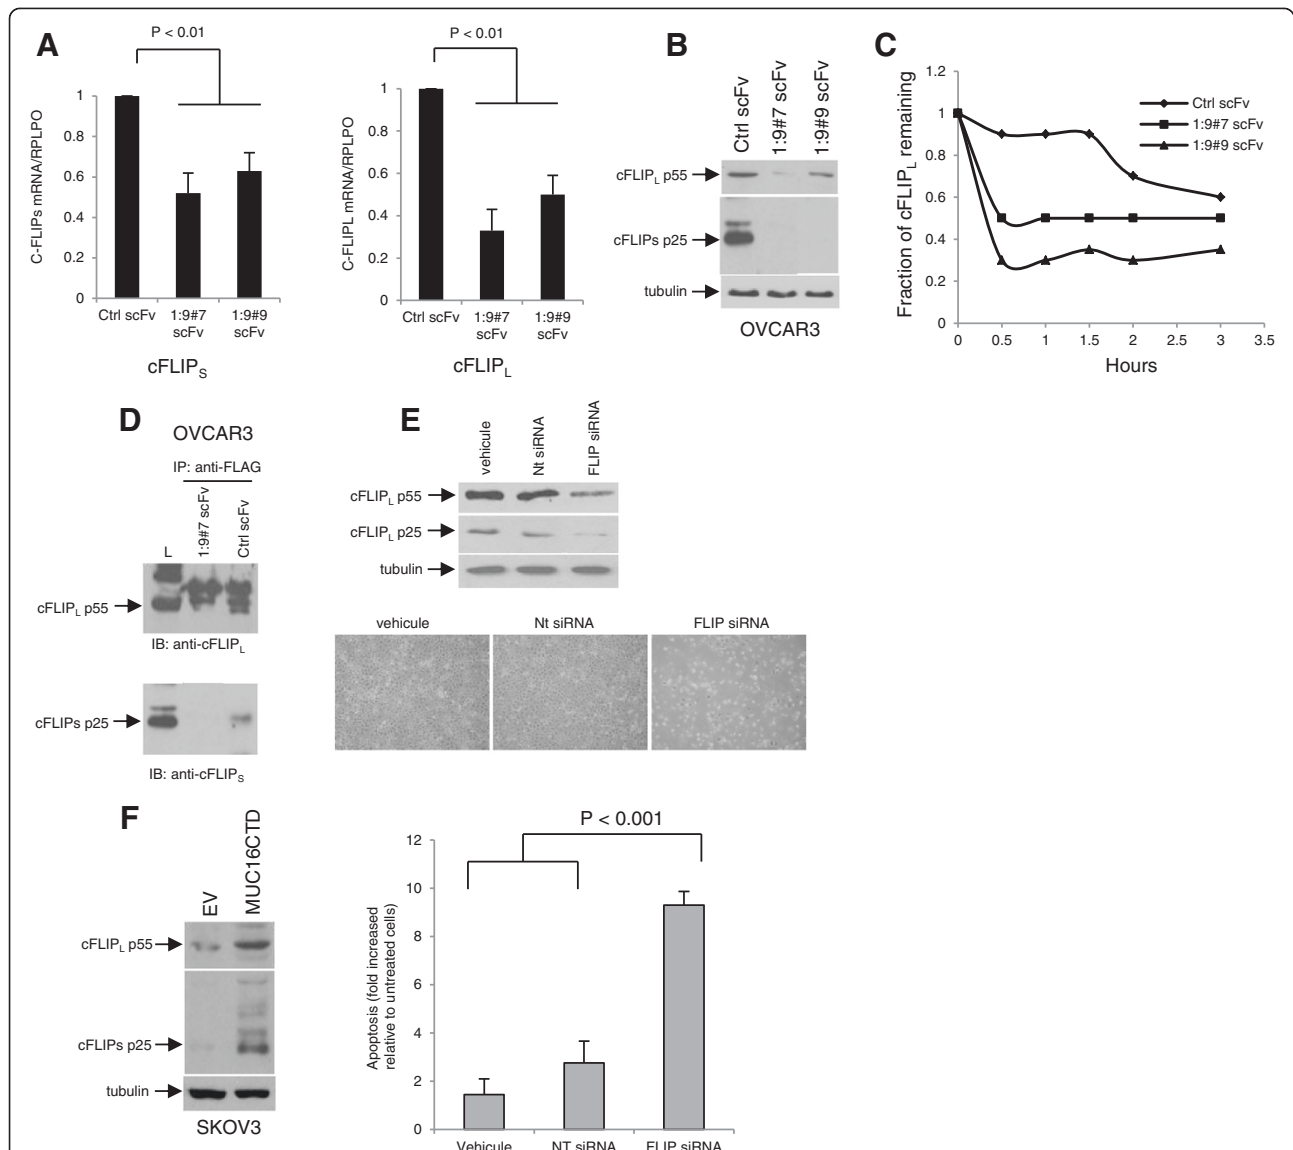 A
P < 0.01
C-FLIPs mRNA/RPLPO
1
0.8
0.6
0.4
0.2
0
Ctrl scFv
1:9#7 scFv
1:9#9 scFv
cFLIPS
P < 0.01
C-FLIPL mRNA/RPLPO
1
0.8
0.6
0.4
0.2
0
Ctrl scFv
1:9#7 scFv
1:9#9 scFv
cFLIPL
B
Ctrl scFv
1:9#7 scFv
1:9#9 scFv
cFLIPL p55
cFLIPs p25
tubulin
OVCAR3
C
Fraction of cFLIPL remaining
1.2
1
0.8
0.6
0.4
0.2
0
Ctrl scFv
1:9#7 scFv
1:9#9 scFv
0
0.5
1
1.5
2
2.5
3
3.5
Hours
D
OVCAR3
IP: anti-FLAG
L
1:9#7 scFv
Ctrl scFv
cFLIPL p55
IB: anti-cFLIPL
cFLIPs p25
IB: anti-cFLIPS
E
vehicule
Nt siRNA
FLIP siRNA
cFLIPL p55
cFLIPL p25
tubulin
vehicule
Nt siRNA
FLIP siRNA
F
EV
MUC16CTD
cFLIPL p55
cFLIPs p25
tubulin
SKOV3
P < 0.001
Apoptosis (fold increased
relative to untreated cells)
12
10
8
6
4
2
0
Vehicule
NT siRNA
FLIP siRNA